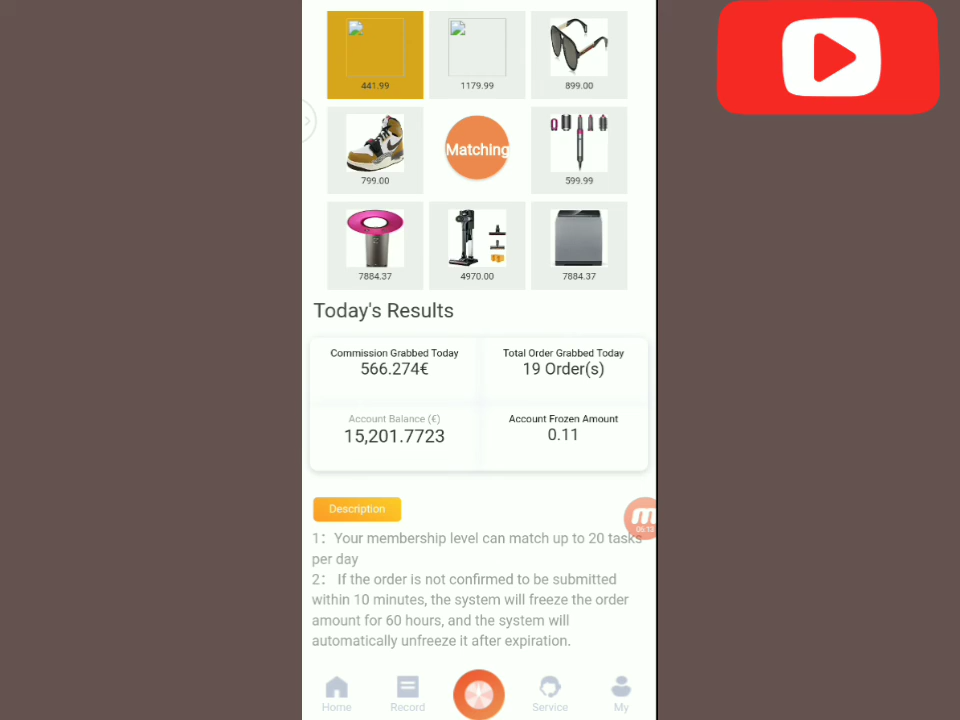 441.99
1179.99
899.00
799.00
Matching
599.99
7884.37
4970.00
7884.37
Today's Results
Commission Grabbed Today
566.274€
Total Order Grabbed Today
19 Order(s)
Account Balance (€)
15,201.7723
Account Frozen Amount
0.11
Description
05:13
1：Your membership level can match up to 20 tasks
per day
2： If the order is not confirmed to be submitted
within 10 minutes, the system will freeze the order
amount for 60 hours, and the system will
automatically unfreeze it after expiration.
Home
Record
Service
My